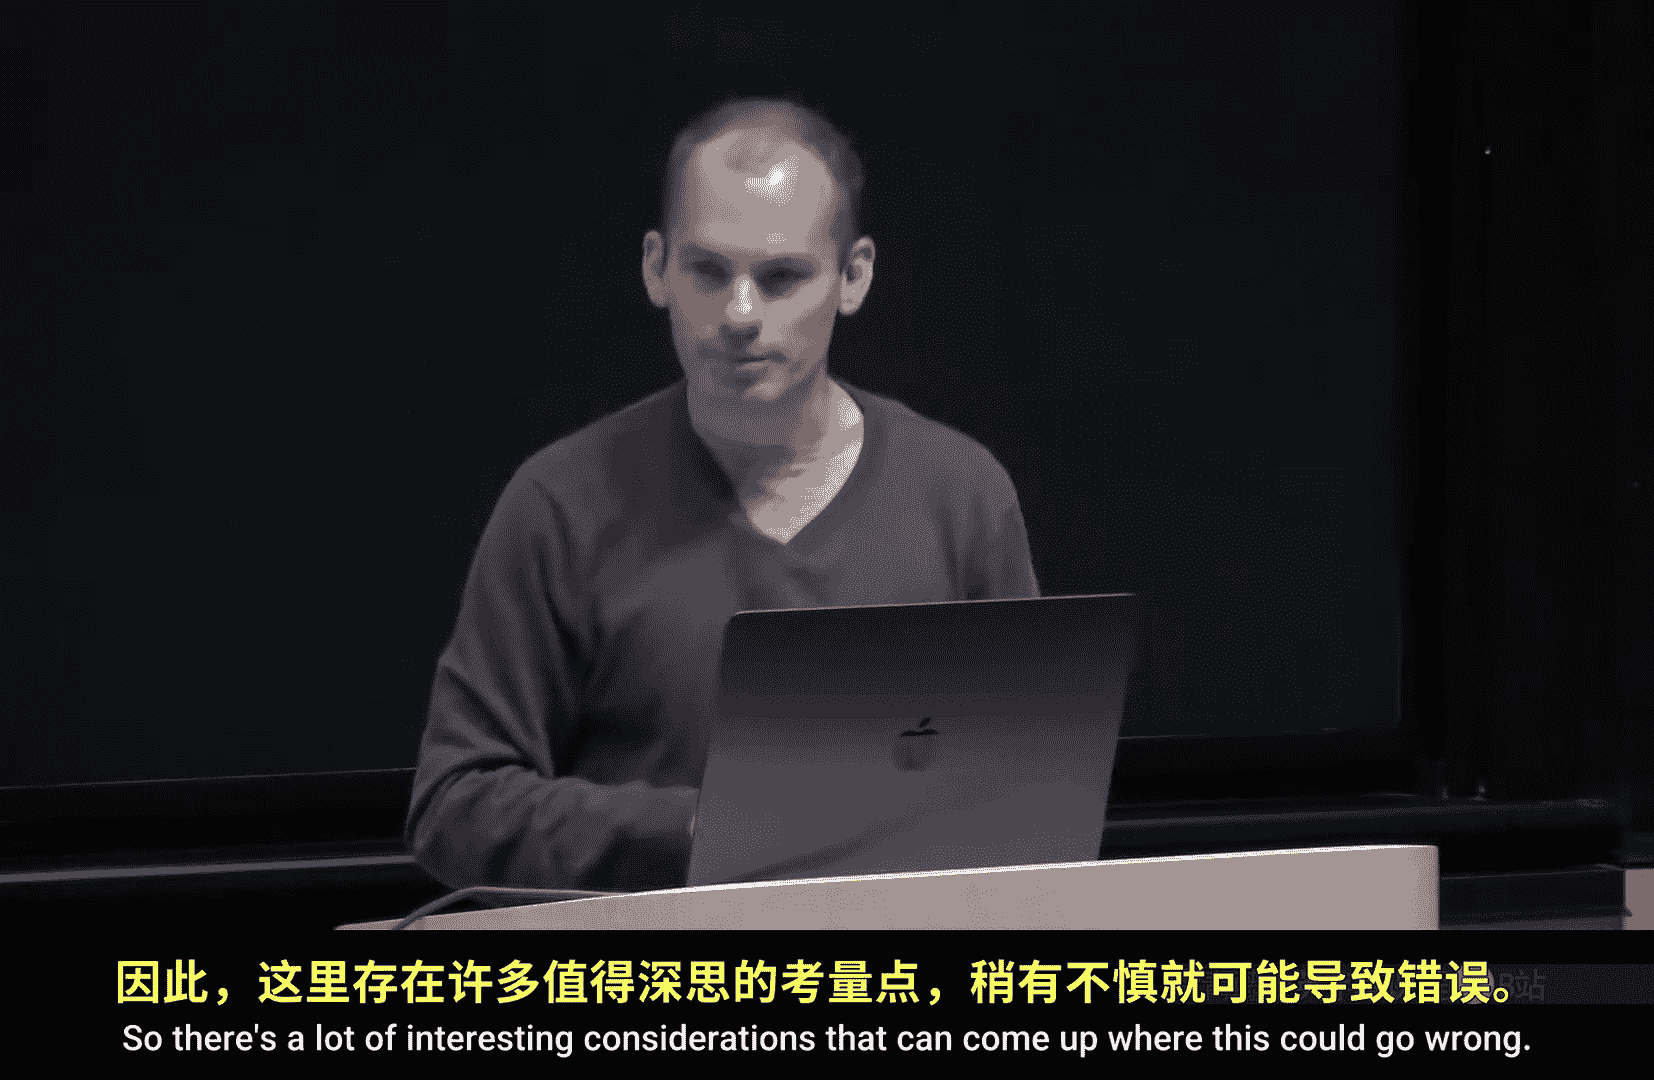 因此，这里存在许多值得深思的考量点，稍有不慎就可能导致错误。
So there's a lot of interesting considerations that can come up where this could go wrong.